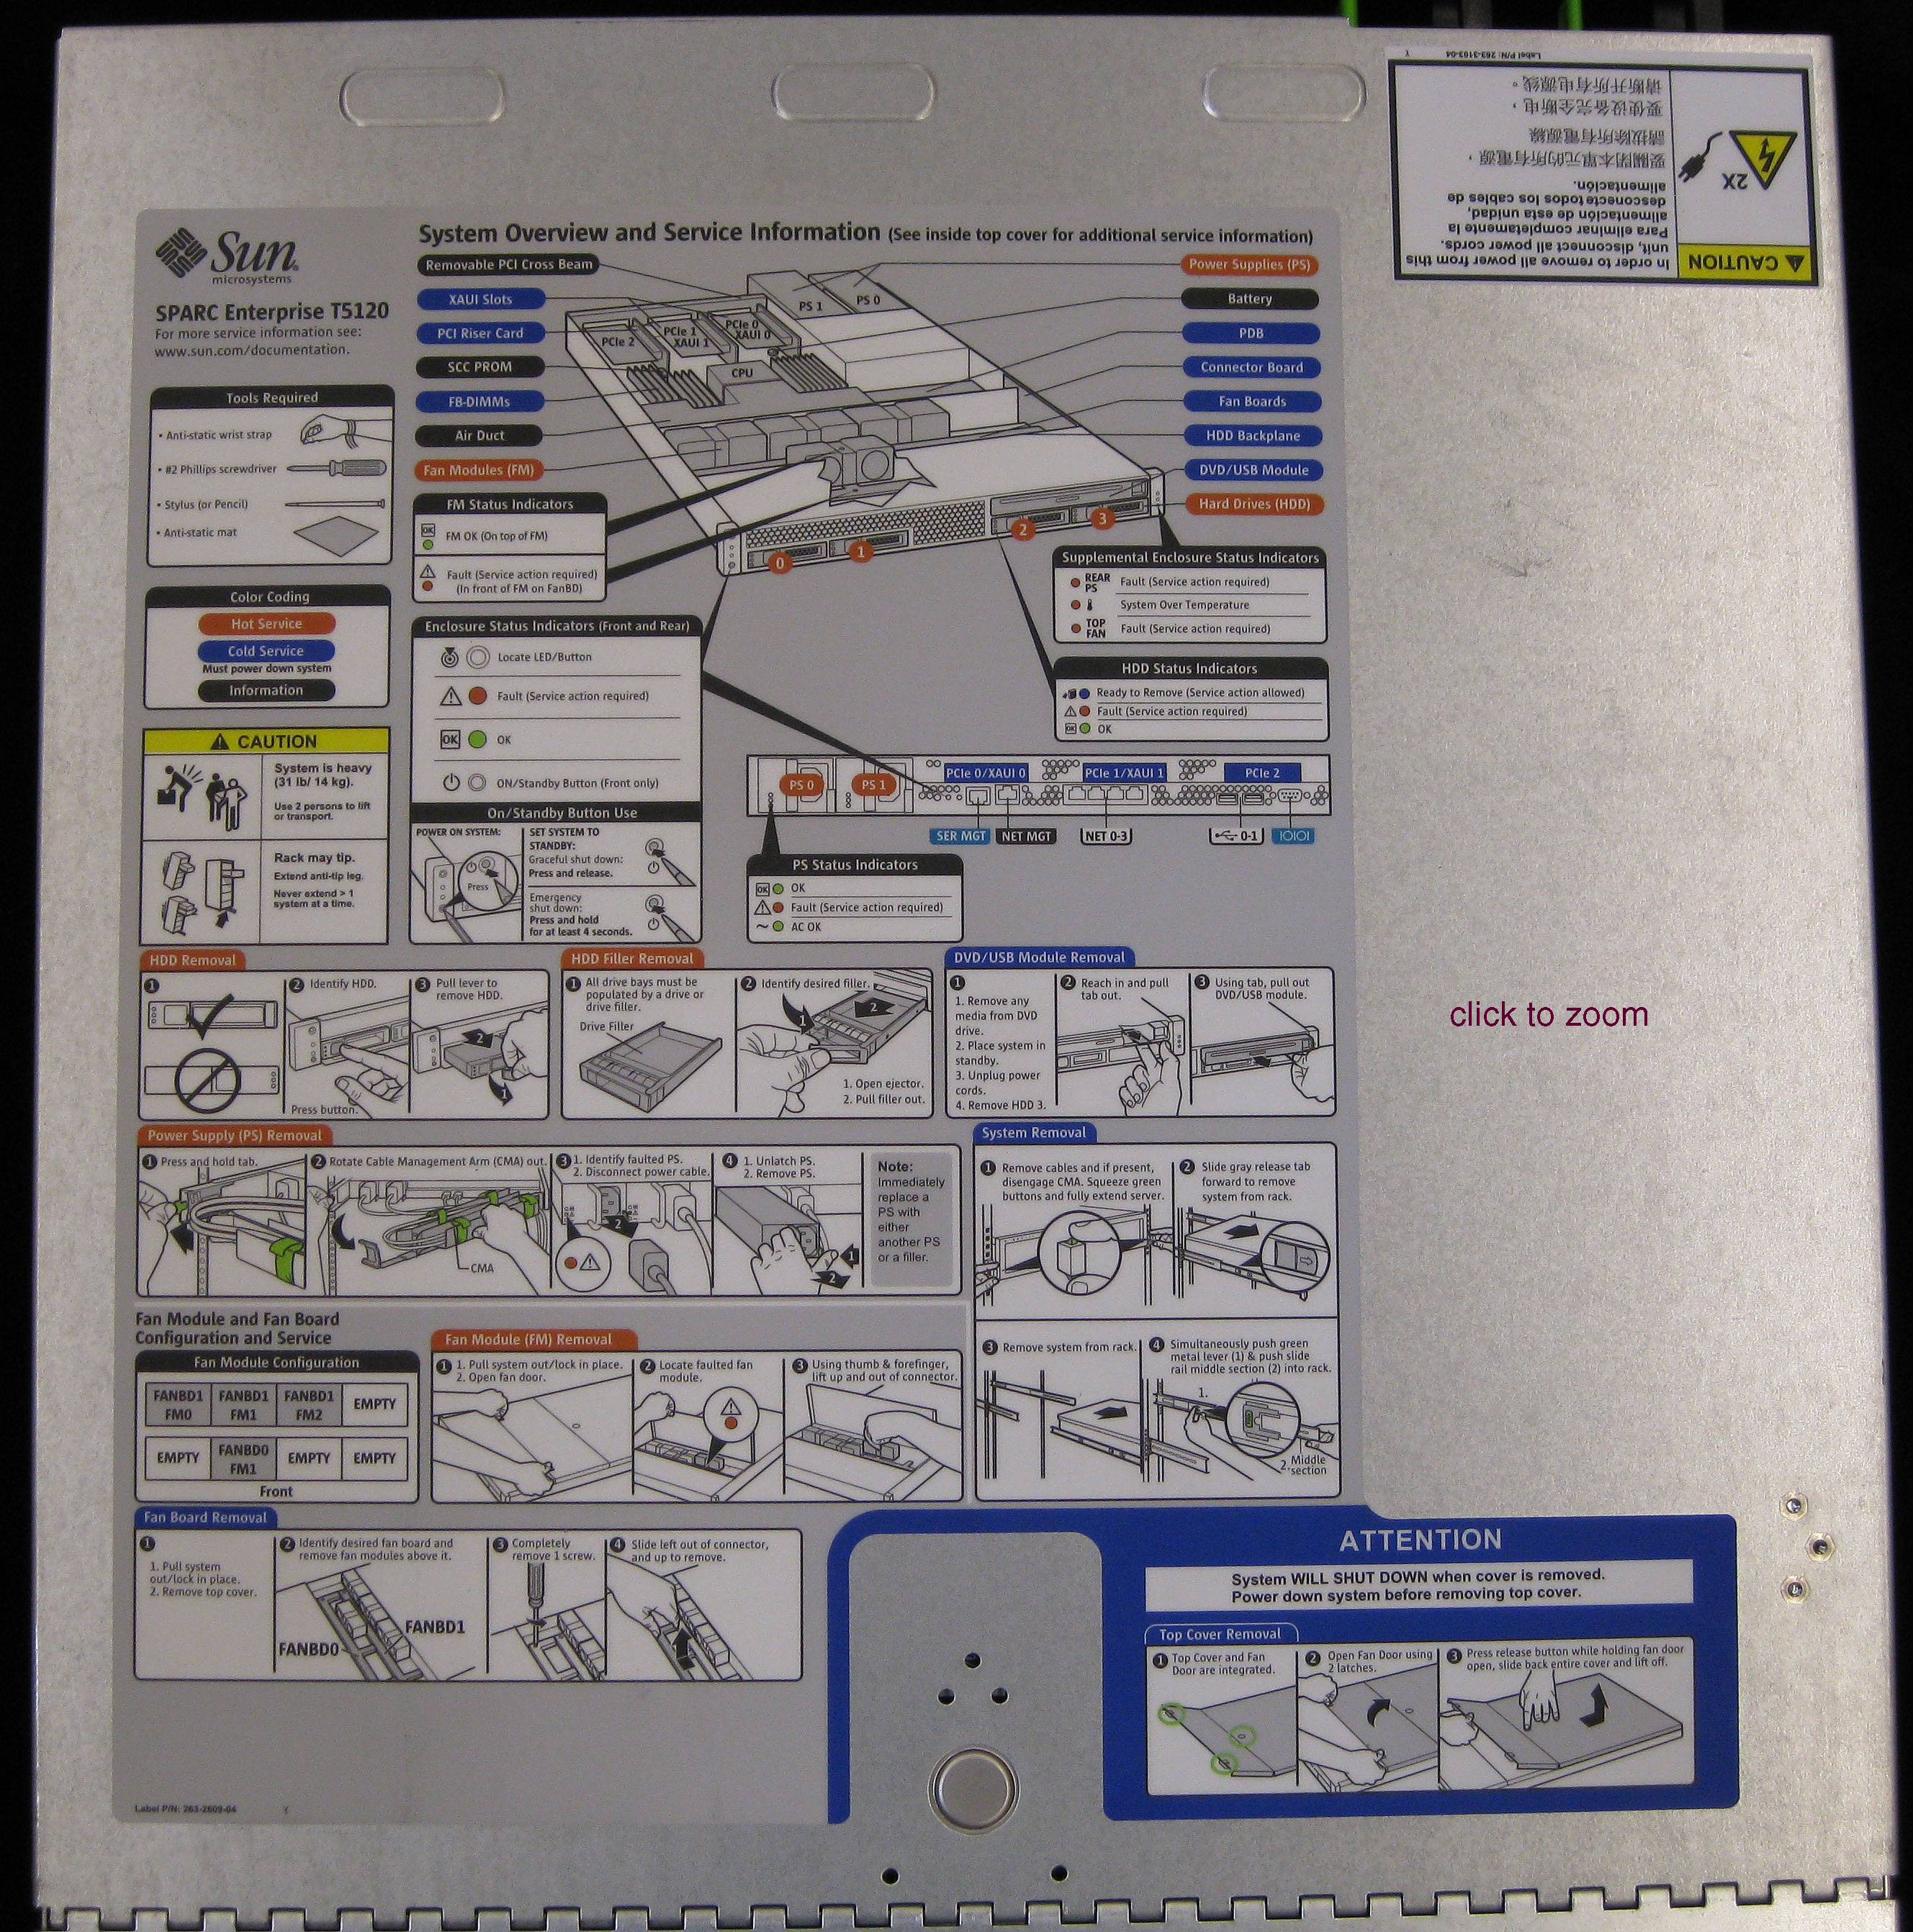 Label P/N: 263-3103-04 Y
CAUTION
In order to remove all power from this
unit, disconnect all power cords.
Para eliminar completamente la
alimentación de esta unidad,
desconecte todos los cables de
alimentación.
2X
要關閉本單元的所有電源，
請拔除所有電源線
要使设备完全断电，
请断开所有电源线。
Sun
microsystems
SPARC Enterprise T5120
For more service information see:
www.sun.com/documentation.
System Overview and Service Information (See inside top cover for additional service information)
Removable PCI Cross Beam
XAUI Slots
PCI Riser Card
SCC PROM
FB-DIMMs
Air Duct
Fan Modules (FM)
PS 1
PS 0
PCIe 2
PCIe 1
XAUI 1
PCIe 0
XAUI 0
CPU
0
1
2
3
Power Supplies (PS)
Battery
PDB
Connector Board
Fan Boards
HDD Backplane
DVD/USB Module
Hard Drives (HDD)
Tools Required
• Anti-static wrist strap
• #2 Phillips screwdriver
• Stylus (or Pencil)
• Anti-static mat
Color Coding
Hot Service
Cold Service
Must power down system
Information
CAUTION
System is heavy
(31 lb/ 14 kg).
Use 2 persons to lift
or transport.
Rack may tip.
Extend anti-tip leg.
Never extend > 1
system at a time.
FM Status Indicators
OK
FM OK (On top of FM)
Fault (Service action required)
(In front of FM on FanBD)
Enclosure Status Indicators (Front and Rear)
Locate LED/Button
Fault (Service action required)
OK OK
ON/Standby Button (Front only)
On/Standby Button Use
POWER ON SYSTEM:
Press
SET SYSTEM TO
STANDBY:
Graceful shut down:
Press and release.
Emergency
shut down:
Press and hold
for at least 4 seconds.
Supplemental Enclosure Status Indicators
REAR
PS
Fault (Service action required)
System Over Temperature
TOP
FAN
Fault (Service action required)
HDD Status Indicators
Ready to Remove (Service action allowed)
Fault (Service action required)
OK OK
PS 0
PS 1
PCIe 0/XAUI 0
PCIe 1/XAUI 1
PCIe 2
SER MGT
NET MGT
NET 0-3
0-1
IOIOI
PS Status Indicators
OK OK
Fault (Service action required)
~ AC OK
HDD Removal
1
2 Identify HDD.
Press button.
3 Pull lever to
remove HDD.
2
1
HDD Filler Removal
1 All drive bays must be
populated by a drive or
drive filler.
Drive Filler
2 Identify desired filler.
2
1
1. Open ejector.
2. Pull filler out.
DVD/USB Module Removal
1
1. Remove any
media from DVD
drive.
2. Place system in
standby.
3. Unplug power
cords.
4. Remove HDD 3.
2 Reach in and pull
tab out.
3 Using tab, pull out
DVD/USB module.
click to zoom
Power Supply (PS) Removal
1 Press and hold tab.
2 Rotate Cable Management Arm (CMA) out.
CMA
3 1. Identify faulted PS.
2. Disconnect power cable.
2
4 1. Unlatch PS.
2. Remove PS.
1
2
Note:
Immediately
replace a
PS with
either
another PS
or a filler.
System Removal
1 Remove cables and if present,
disengage CMA. Squeeze green
buttons and fully extend server.
2 Slide gray release tab
forward to remove
system from rack.
3 Remove system from rack.
4 Simultaneously push green
metal lever (1) & push slide
rail middle section (2) into rack.
1.
2. Middle
section
Fan Module and Fan Board
Configuration and Service
Fan Module Configuration
FANBD1 FANBD1 FANBD1 EMPTY
FM0 FM1 FM2
EMPTY FANBD0 EMPTY EMPTY
FM1
Front
Fan Module (FM) Removal
1 1. Pull system out/lock in place.
2. Open fan door.
2 Locate faulted fan
module.
3 Using thumb & forefinger,
lift up and out of connector.
Fan Board Removal
1
1. Pull system
out/lock in place.
2. Remove top cover.
2 Identify desired fan board and
remove fan modules above it.
FANBD1
FANBD0
3 Completely
remove 1 screw.
4 Slide left out of connector,
and up to remove.
ATTENTION
System WILL SHUT DOWN when cover is removed.
Power down system before removing top cover.
Top Cover Removal
1 Top Cover and Fan
Door are integrated.
2 Open Fan Door using
2 latches.
3 Press release button while holding fan door
open, slide back entire cover and lift off.
Label P/N: 263-2609-04 Y